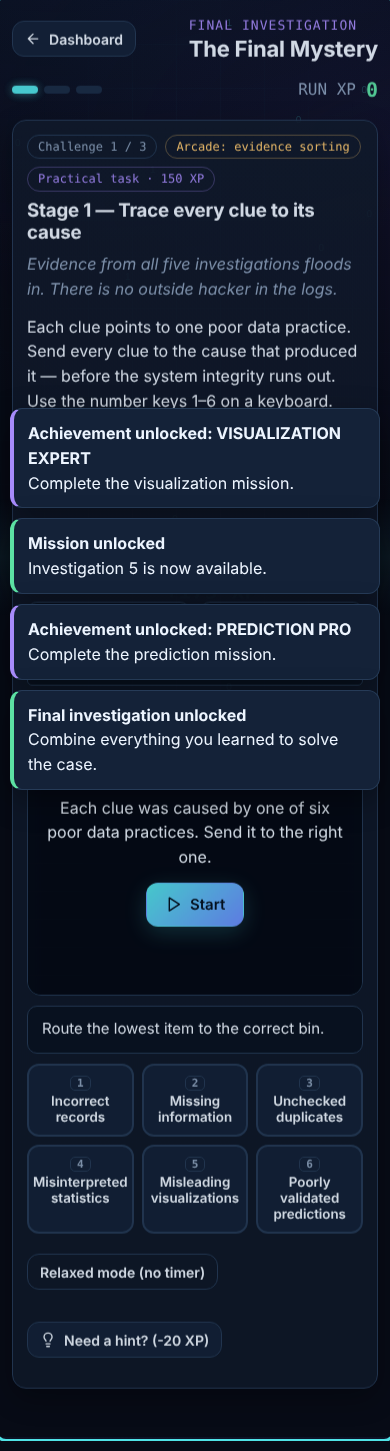 Dashboard
FINAL INVESTIGATION
The Final Mystery
RUN XP 0
Challenge 1 / 3
Arcade: evidence sorting
Practical task · 150 XP
Stage 1 — Trace every clue to its
cause
Evidence from all five investigations floods
in. There is no outside hacker in the logs.
Each clue points to one poor data practice.
Send every clue to the cause that produced
it — before the system integrity runs out.
Use the number keys 1–6 on a keyboard.
Achievement unlocked: VISUALIZATION
EXPERT
Complete the visualization mission.
Mission unlocked
Investigation 5 is now available.
Achievement unlocked: PREDICTION PRO
Complete the prediction mission.
Final investigation unlocked
Combine everything you learned to solve
the case.
Each clue was caused by one of six
poor data practices. Send it to the right
one.
Start
Route the lowest item to the correct bin.
1
Incorrect
records
2
Missing
information
3
Unchecked
duplicates
4
Misinterpreted
statistics
5
Misleading
visualizations
6
Poorly
validated
predictions
Relaxed mode (no timer)
Need a hint? (-20 XP)